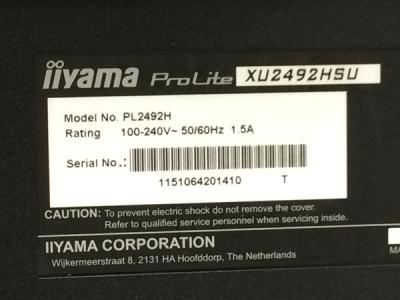 iiyama ProLite XU2492HSU
Model No. PL2492H
Rating 100-240V~ 50/60Hz 1.5A
Serial No.:
1151064201410 T
CAUTION: To prevent electric shock do not remove the cover.
Refer to qualified service personnel when servicing inside.
IIYAMA CORPORATION
Wijkermeerstraat 8, 2131 HA Hoofddorp, The Netherlands